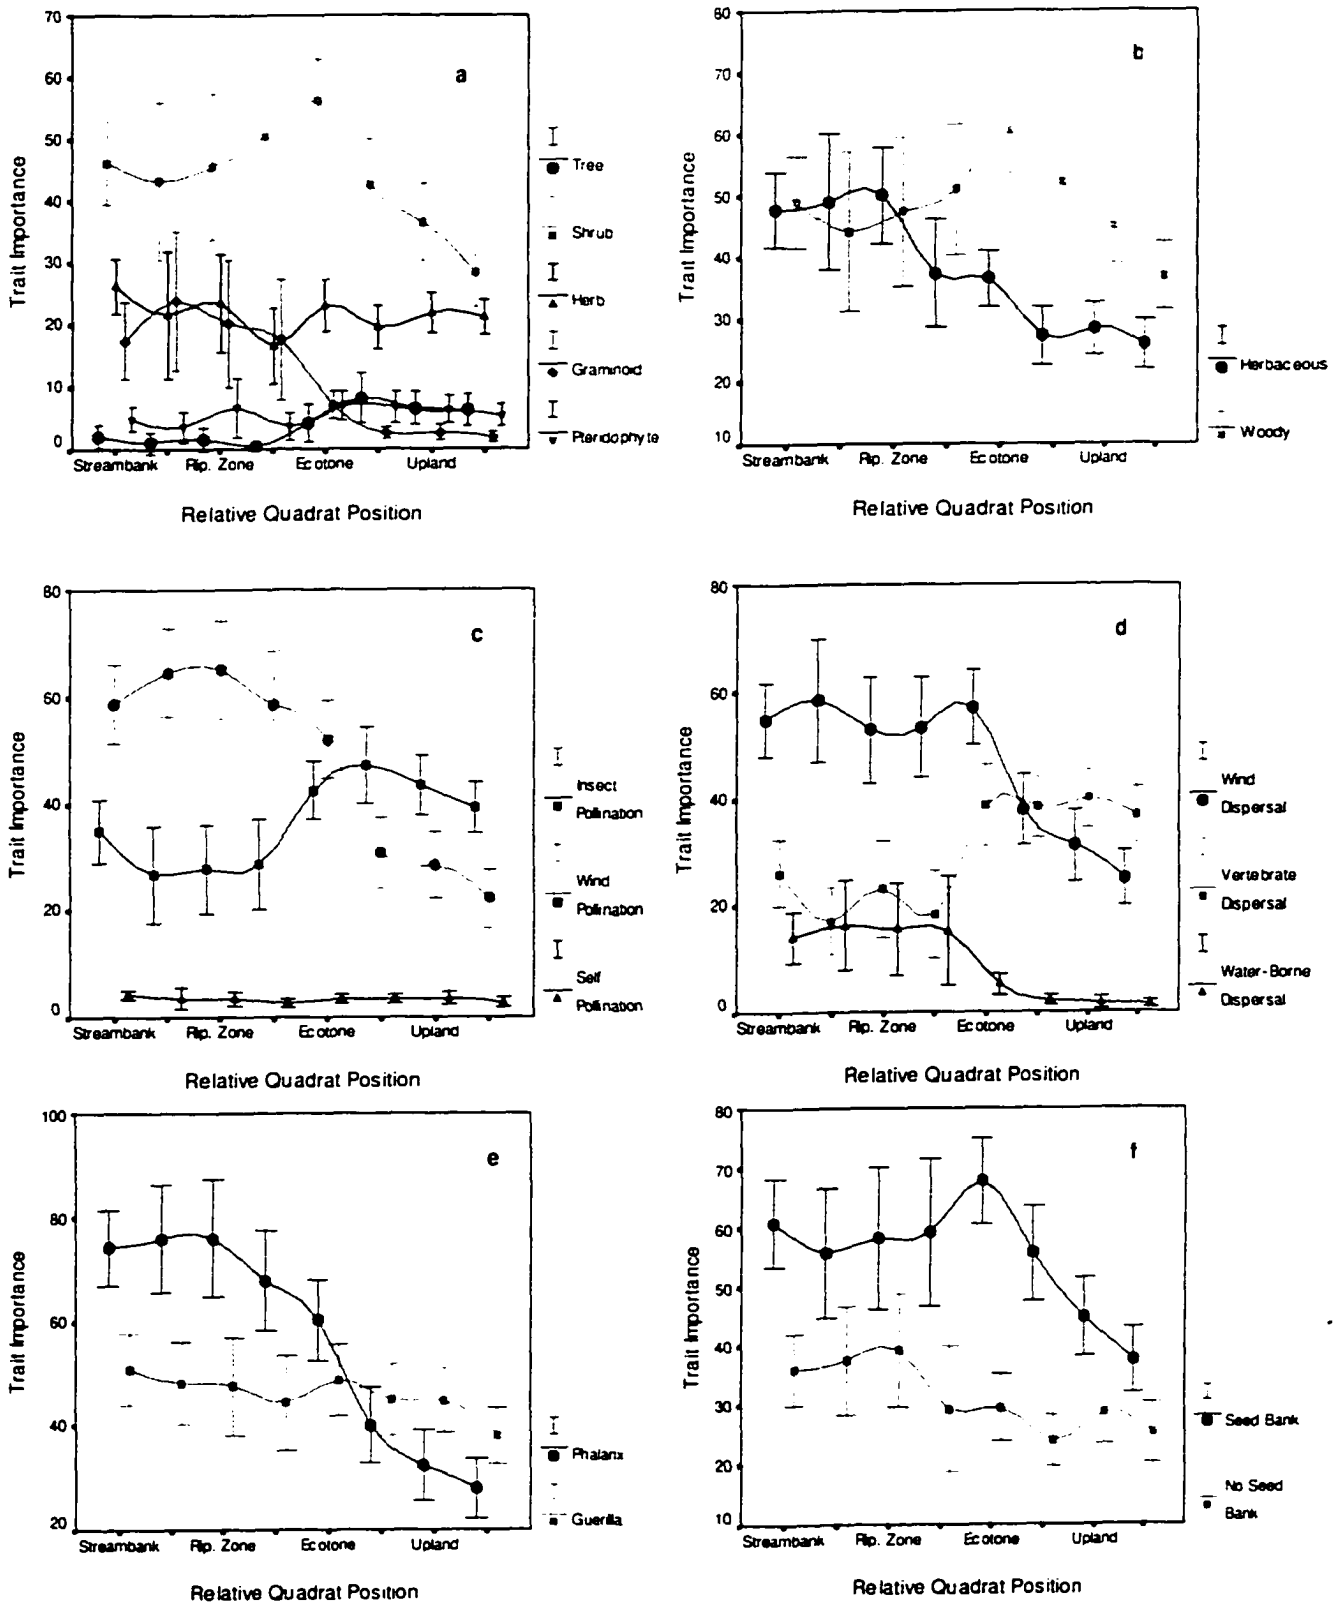 a
70
60
50
40
30
20
10
0
Trait Importance
Streambank Rip. Zone Ecotone Upland
Relative Quadrat Position
Tree
Shrub
Herb
Graminoid
Pteridophyte
b
80
70
60
50
40
30
20
10
Trait Importance
Streambank Rip. Zone Ecotone Upland
Relative Quadrat Position
Herbaceous
Woody
c
80
60
40
20
0
Trait Importance
Streambank Rip. Zone Ecotone Upland
Relative Quadrat Position
Insect
Pollination
Wind
Pollination
Self
Pollination
d
80
60
40
20
0
Trait Importance
Streambank Rip. Zone Ecotone Upland
Relative Quadrat Position
Wind
Dispersal
Vertebrate
Dispersal
Water-Borne
Dispersal
e
100
80
60
40
20
Trait Importance
Streambank Rip. Zone Ecotone Upland
Relative Quadrat Position
Phalanx
Guerilla
f
80
70
60
50
40
30
20
10
Trait Importance
Streambank Rip. Zone Ecotone Upland
Relative Quadrat Position
Seed Bank
No Seed
Bank